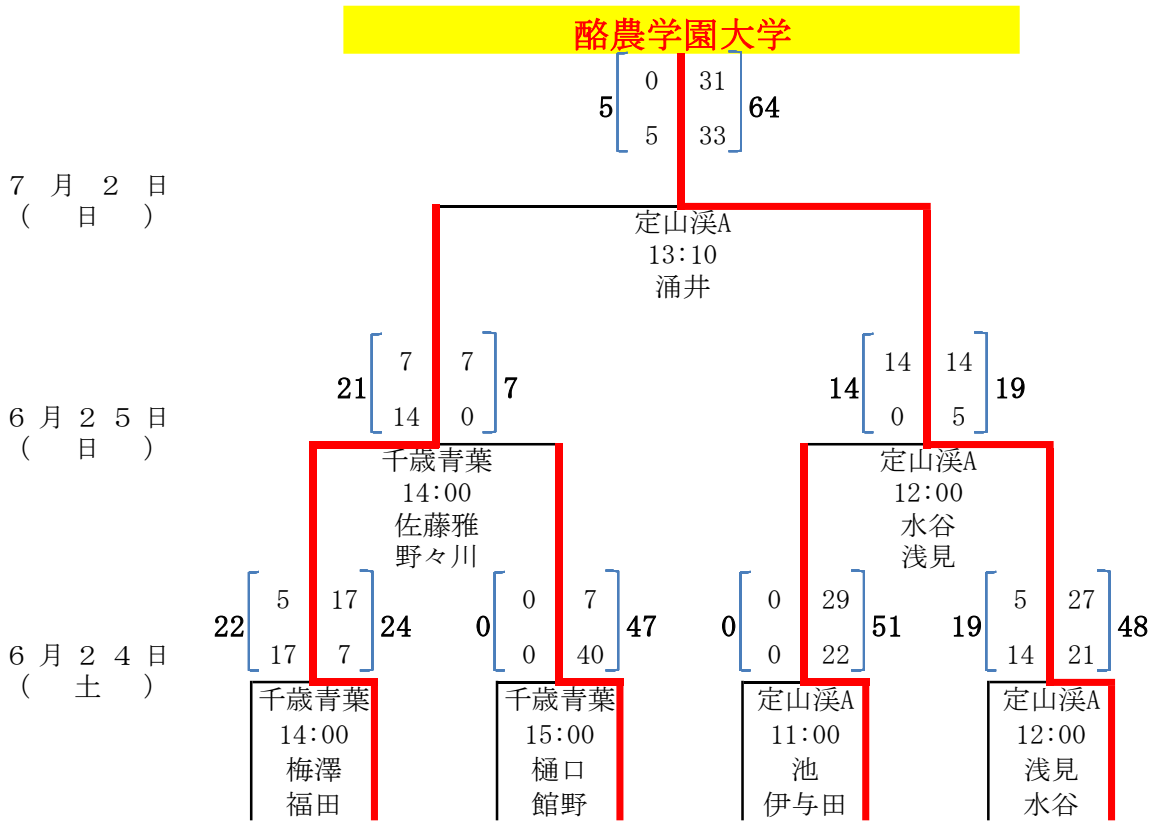 酪農学園大学
0 31
5 64
5 33
７月２日
（日）
定山渓A
13:10
涌井
7 7 14 14
21 7 14 19
14 0 0 5
６月２５日
（日）
千歳青葉 定山渓A
14:00 12:00
佐藤雅 水谷
野々川 浅見
5 17 0 7 0 29 5 27
22 24 0 47 0 51 19 48
17 7 0 40 0 22 14 21
６月２４日
（土）
千歳青葉 千歳青葉 定山渓A 定山渓A
14:00 15:00 11:00 12:00
梅澤 樋口 池 浅見
福田 館野 伊与田 水谷